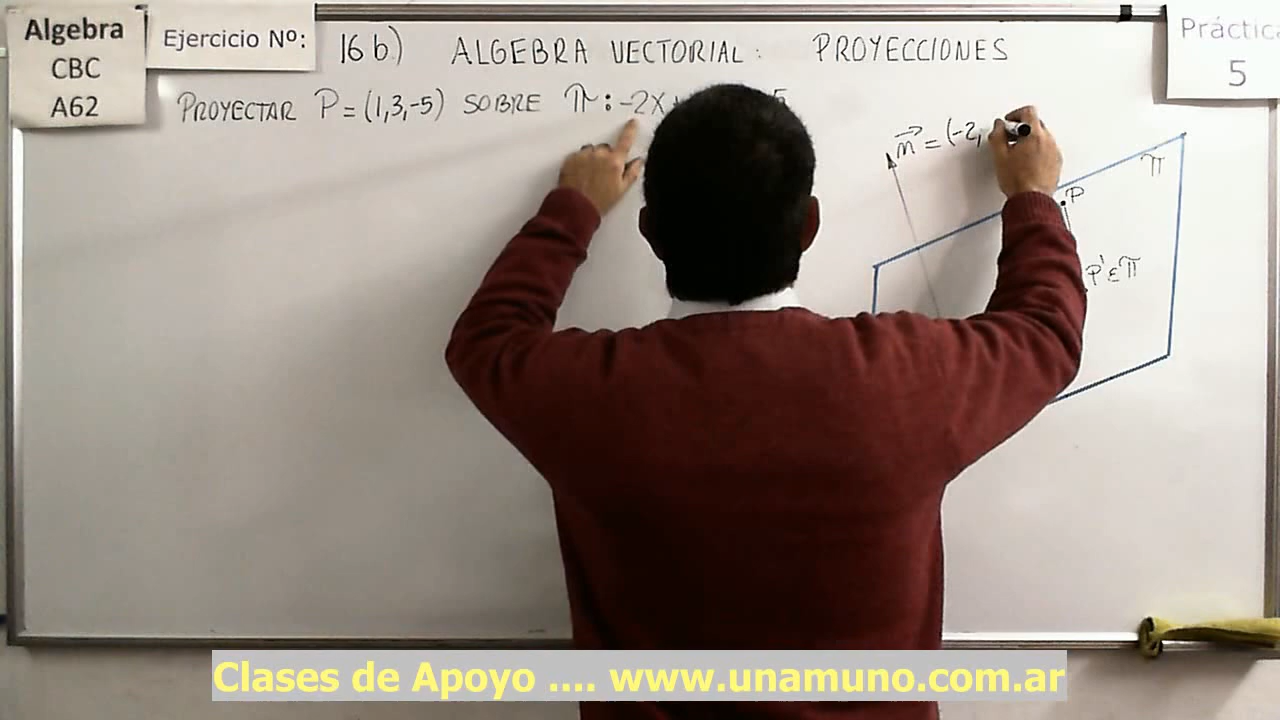 Algebra
CBC
A62
Ejercicio Nº:
16 b.) ALGEBRA VECTORIAL: PROYECCIONES
Práctica
5
PROYECTAR P = (1,3,-5) SOBRE π: -2X+ 5
n = (-2,
π
P
P' ε π
Clases de Apoyo .... www.unamuno.com.ar